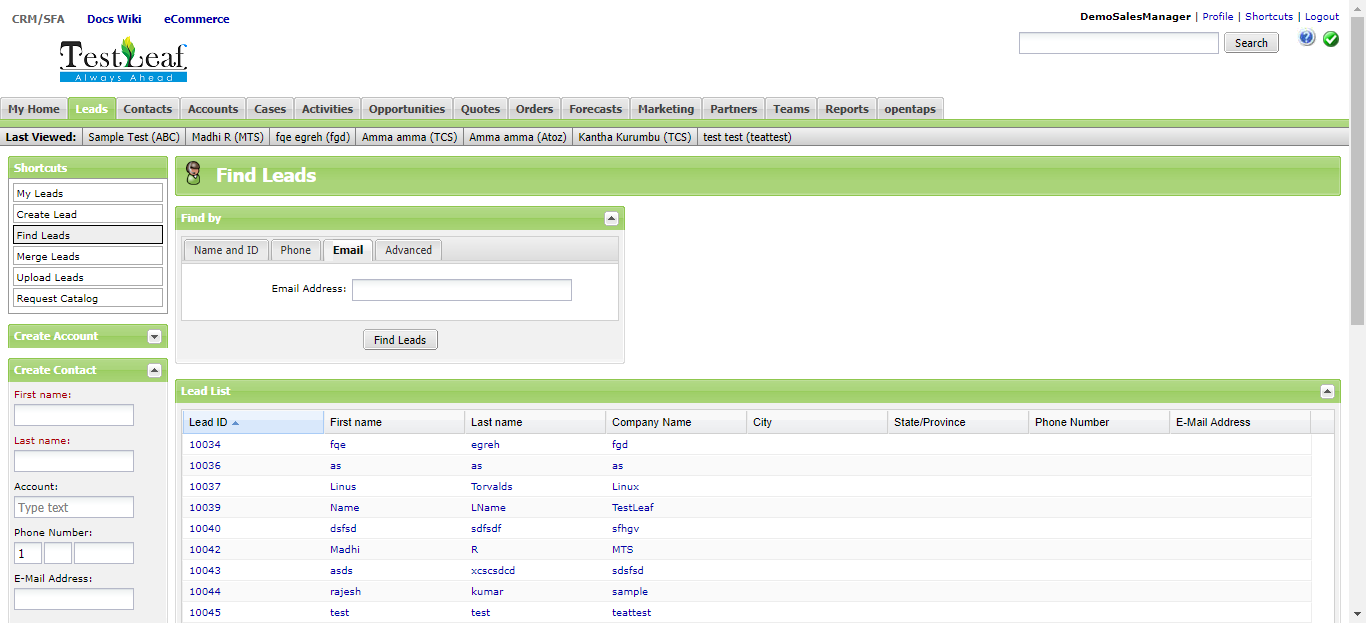 CRM/SFA Docs Wiki eCommerce
DemoSalesManager | Profile | Shortcuts | Logout
Search
TestLeaf
Always Ahead
My Home Leads Contacts Accounts Cases Activities Opportunities Quotes Orders Forecasts Marketing Partners Teams Reports opentaps
Last Viewed: Sample Test (ABC) Madhi R (MTS) fqe egreh (fgd) Amma amma (TCS) Amma amma (Atoz) Kantha Kurumbu (TCS) test test (teattest)
Shortcuts
My Leads
Create Lead
Find Leads
Merge Leads
Upload Leads
Request Catalog
Create Account
Create Contact
First name:
Last name:
Account:
Type text
Phone Number:
1
E-Mail Address:
Find Leads
Find by
Name and ID Phone Email Advanced
Email Address:
Find Leads
Lead List
Lead ID First name Last name Company Name City State/Province Phone Number E-Mail Address
10034 fqe egreh fgd
10036 as as as
10037 Linus Torvalds Linux
10039 Name LName TestLeaf
10040 dsfsd sdfsdf sfhgv
10042 Madhi R MTS
10043 asds xcscsdcd sdsfsd
10044 rajesh kumar sample
10045 test test teattest